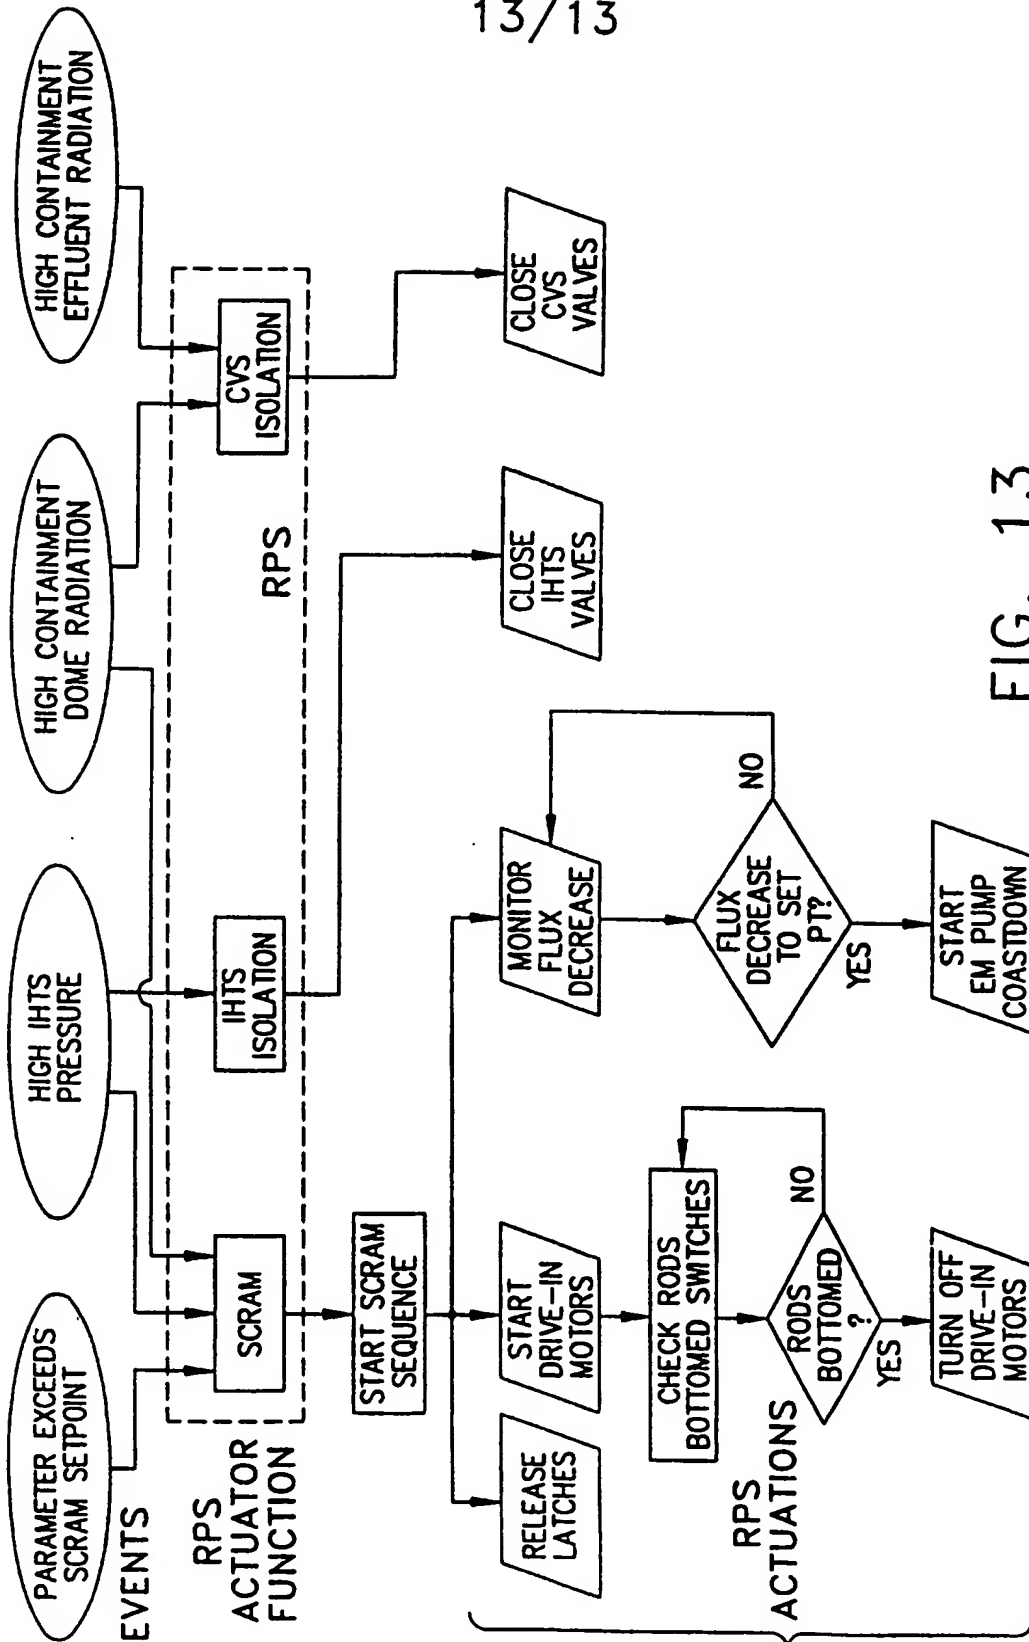 13/13
PARAMETER EXCEEDS
SCRAM SETPOINT
HIGH IHTS
PRESSURE
HIGH CONTAINMENT
DOME RADIATION
HIGH CONTAINMENT
EFFLUENT RADIATION
EVENTS
RPS
ACTUATOR
FUNCTION
SCRAM
IHTS
ISOLATION
RPS
CVS
ISOLATION
START SCRAM
SEQUENCE
RELEASE
LATCHES
START
DRIVE-IN
MOTORS
MONITOR
FLUX
DECREASE
CLOSE
IHTS
VALVES
CLOSE
CVS
VALVES
RPS
ACTUATIONS
CHECK RODS
BOTTOMED SWITCHES
RODS
BOTTOMED
?
NO
YES
TURN OFF
DRIVE-IN
MOTORS
FLUX
DECREASE
TO SET
PT?
NO
YES
START
EM PUMP
COASTDOWN
FIG. 13